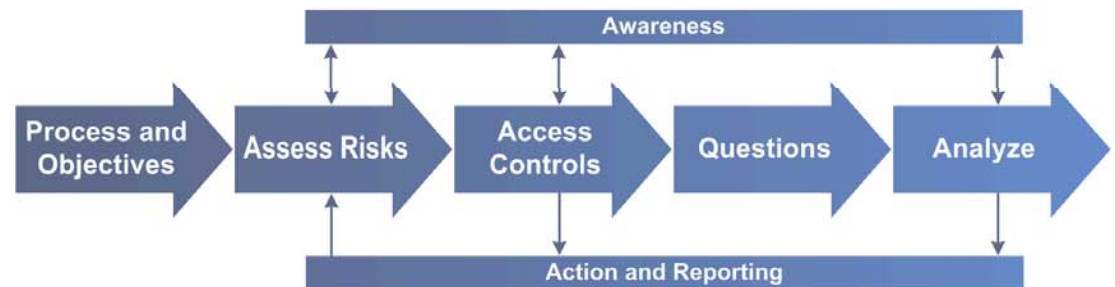 Awareness
Process and
Objectives
Assess Risks
Access
Controls
Questions
Analyze
Action and Reporting